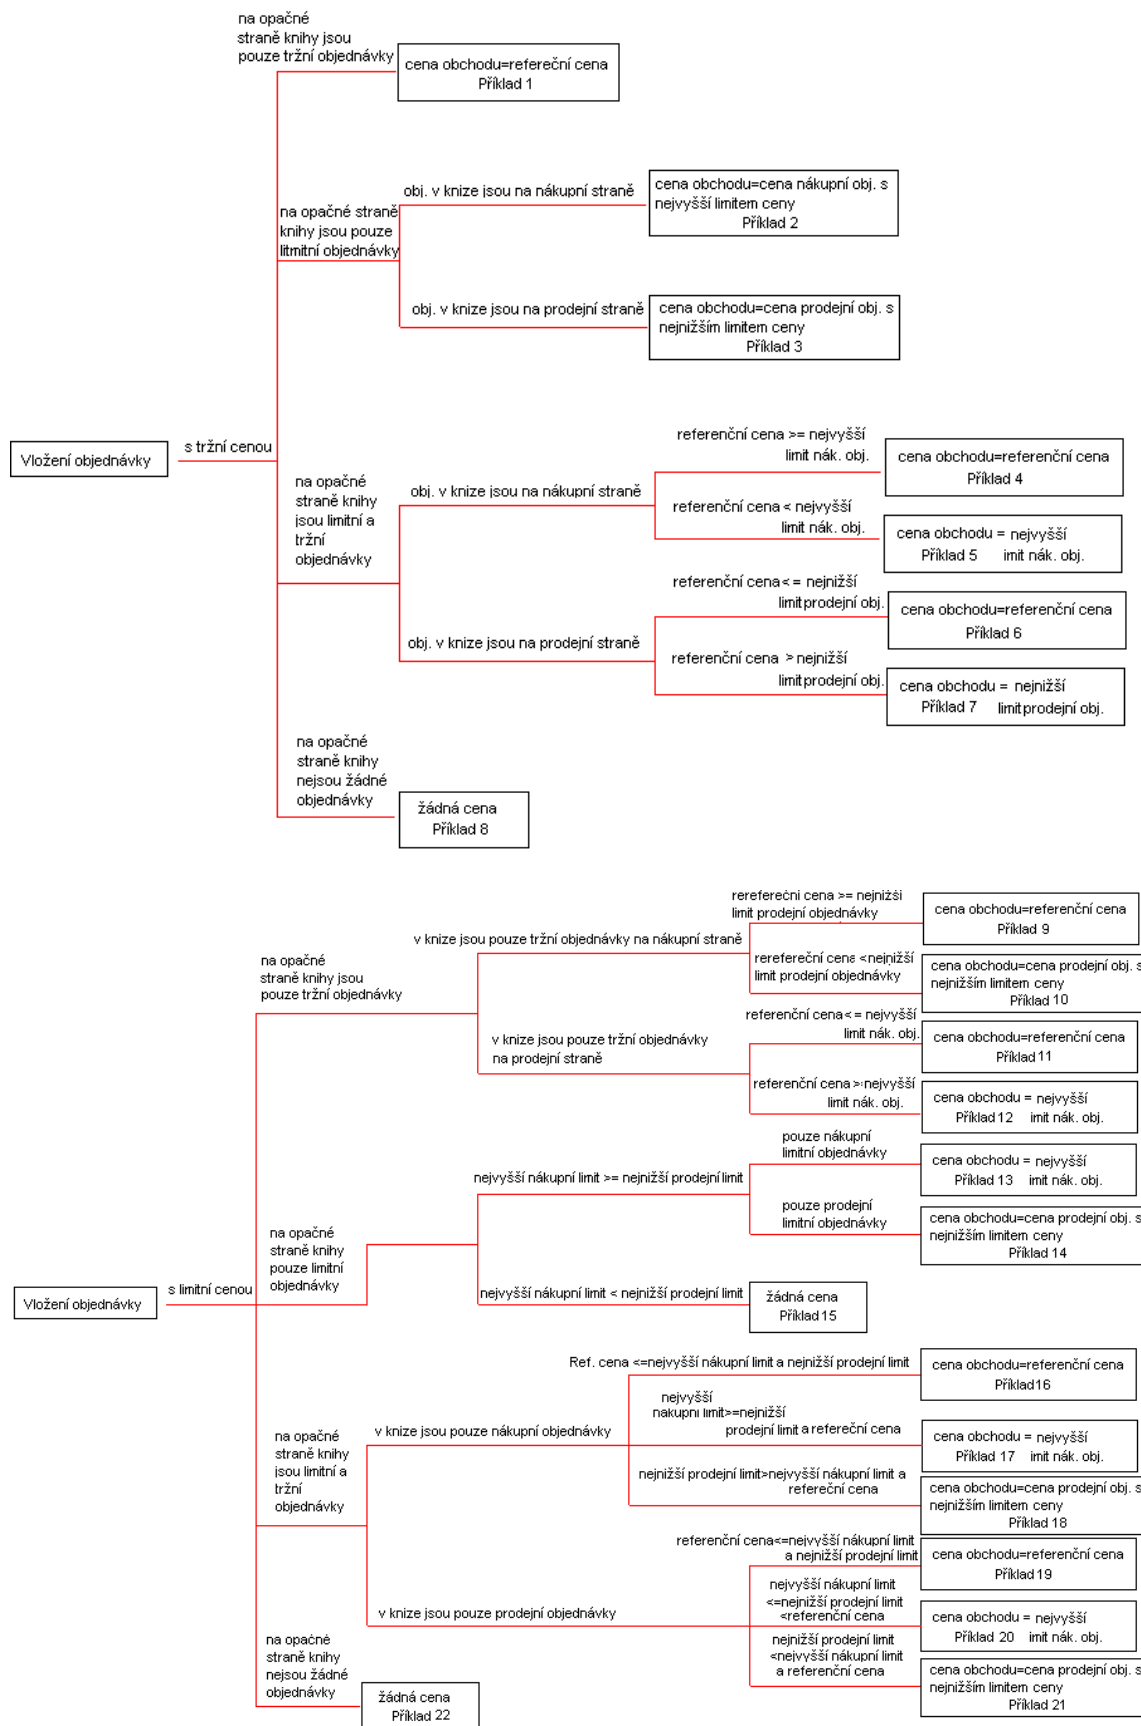 na opačné
straně knihy jsou
pouze tržní objednávky
cena obchodu=refereční cena
Příklad 1
obj. v knize jsou na nákupní straně
cena obchodu=cena nákupní obj. s
nejvyšší limitem ceny
Příklad 2
na opačné straně
knihy jsou pouze
litmitní objednávky
obj. v knize jsou na prodejní straně
cena obchodu=cena prodejní obj. s
nejnižším limitem ceny
Příklad 3
Vložení objednávky
s tržní cenou
referenční cena >= nejvyšší
limit nák. obj.
cena obchodu=referenční cena
Příklad 4
na opačné
straně knihy
jsou limitní a
tržní
objednávky
obj. v knize jsou na nákupní straně
referenční cena < nejvyšší
limit nák. obj.
cena obchodu = nejvyšší
Příklad 5 imit nák. obj.
referenční cena<= nejnižší
limit prodejní obj.
cena obchodu=referenční cena
Příklad 6
obj. v knize jsou na prodejní straně
referenční cena > nejnižší
limit prodejní obj.
cena obchodu = nejnižší
Příklad 7 limit prodejní obj.
na opačné
straně knihy
nejsou žádné
objednávky
žádná cena
Příklad 8
rerefereční cena >= nejnižší
limit prodejní objednávky
cena obchodu=referenční cena
Příklad 9
v knize jsou pouze tržní objednávky na nákupní straně
na opačné
straně knihy jsou
pouze tržní objednávky
rerefereční cena <nejnižší
limit prodejní objednávky
cena obchodu=cena prodejní obj. s
nejnižším limitem ceny
Příklad 10
referenční cena<= nejvyšší
limit nák. obj.
cena obchodu=referenční cena
Příklad 11
v knize jsou pouze tržní objednávky
na prodejní straně
referenční cena >nejvyšší
limit nák. obj.
cena obchodu = nejvyšší
Příklad 12 imit nák. obj.
pouze nákupní
limitní objednávky
cena obchodu = nejvyšší
Příklad 13 imit nák. obj.
nejvyšší nákupní limit >= nejnižší prodejní limit
pouze prodejní
limitní objednávky
cena obchodu=cena prodejní obj. s
nejnižším limitem ceny
Příklad 14
na opačné
straně knihy
pouze limitní
objednávky
Vložení objednávky
s limitní cenou
nejvyšší nákupní limit < nejnižší prodejní limit
žádná cena
Příklad 15
Ref. cena <=nejvyšší nákupní limit a nejnižší prodejní limit
cena obchodu=referenční cena
Příklad 16
nejvyšší
nákupní limit>=nejnižší
prodejní limit a refereční cena
cena obchodu = nejvyšší
Příklad 17 imit nák. obj.
na opačné
straně knihy
jsou limitní a
tržní
objednávky
v knize jsou pouze nákupní objednávky
nejnižší prodejní limit>nejvyšší nákupní limit a
refereční cena
cena obchodu=cena prodejní obj. s
nejnižším limitem ceny
Příklad 18
referenční cena<=nejvyšší nákupní limit
a nejnižší prodejní limit
cena obchodu=referenční cena
Příklad 19
v knize jsou pouze prodejní objednávky
nejvyšší nákupní limit
<=nejnižší prodejní limit
<referenční cena
cena obchodu = nejvyšší
Příklad 20 imit nák. obj.
nejnižší prodejní limit
<nejvyšší nákupní limit
a referenční cena
cena obchodu=cena prodejní obj. s
nejnižším limitem ceny
Příklad 21
na opačné
straně knihy
nejsou žádné
objednávky
žádná cena
Příklad 22